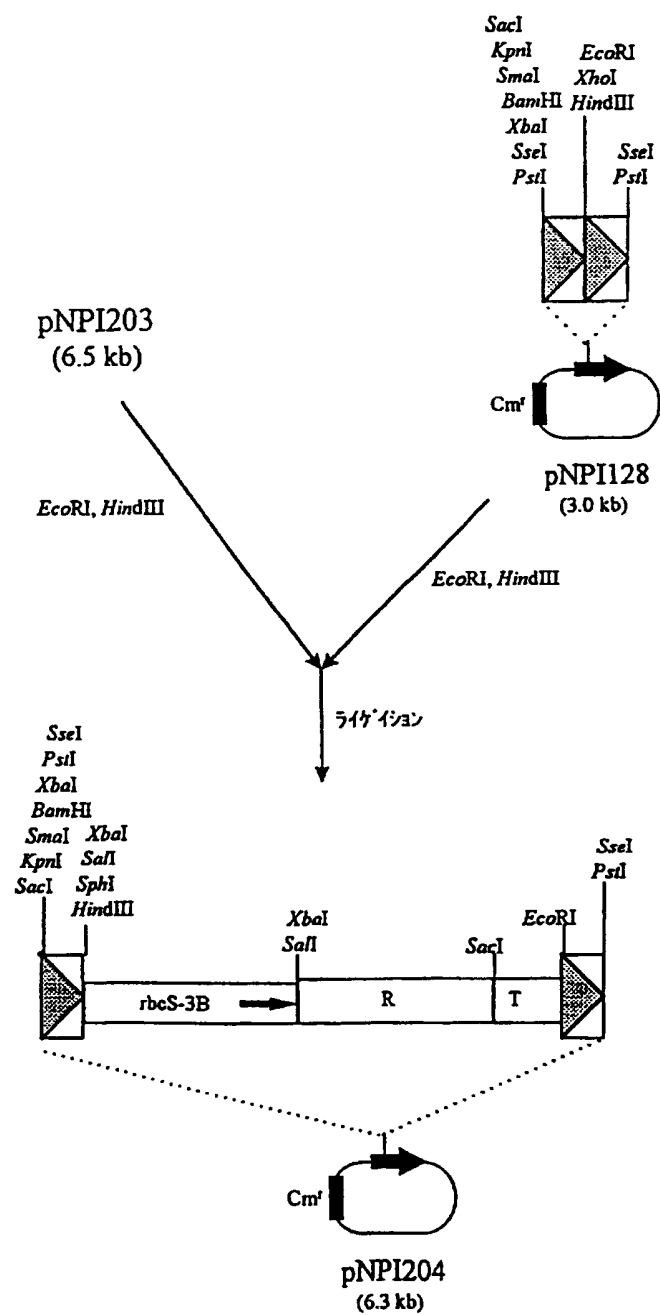 SacI
KpnI
SmaI
BamHI
XbaI
SseI
PstI
EcoRI
XhoI
HindIII
SseI
PstI
pNPI203
(6.5 kb)
Cmr
pNPI128
(3.0 kb)
EcoRI, HindIII
EcoRI, HindIII
ライゲイション
SseI
PstI
XbaI
BamHI
SmaI
KpnI
SacI
XbaI
SalI
SphI
HindIII
XbaI
SalI
SacI
EcoRI
SseI
PstI
rbcS-3B
R
T
Cmr
pNPI204
(6.3 kb)